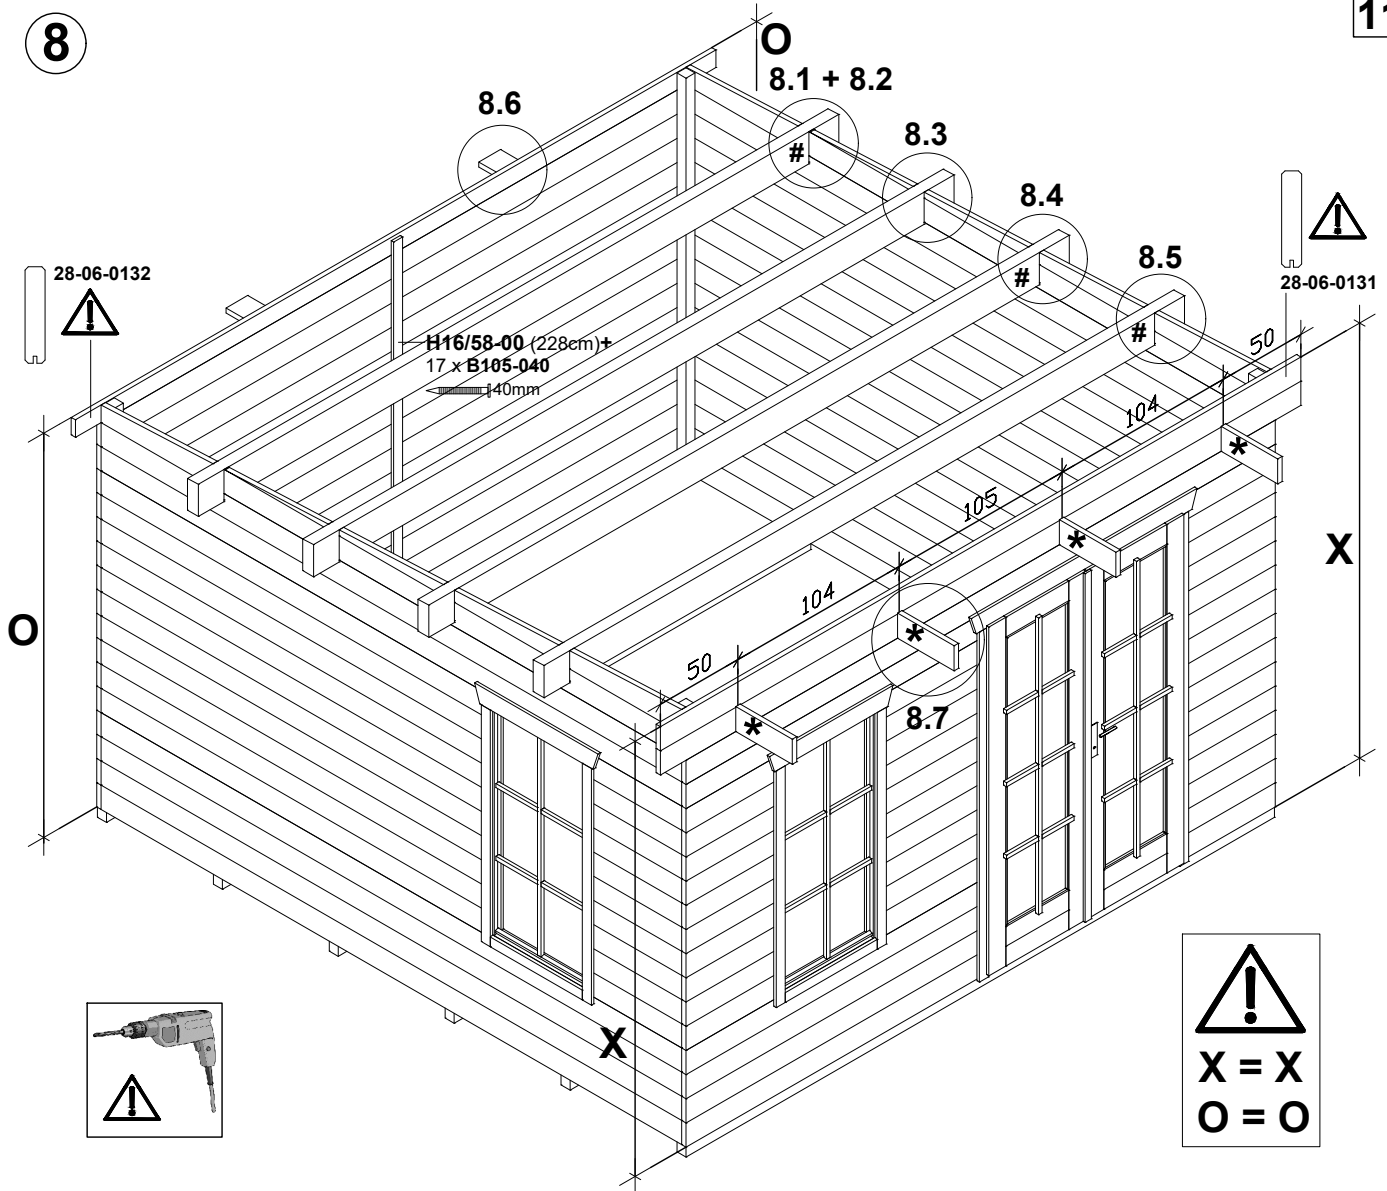 8
O
11
8.1 + 8.2
8.6
8.3
#
8.4
#
8.5
#
28-06-0132
28-06-0131
H16/58-00 (228cm)+
17 x B105-040
40mm
50
104
*
105
*
104
*
50
*
8.7
O
X
X
X = X
O = O